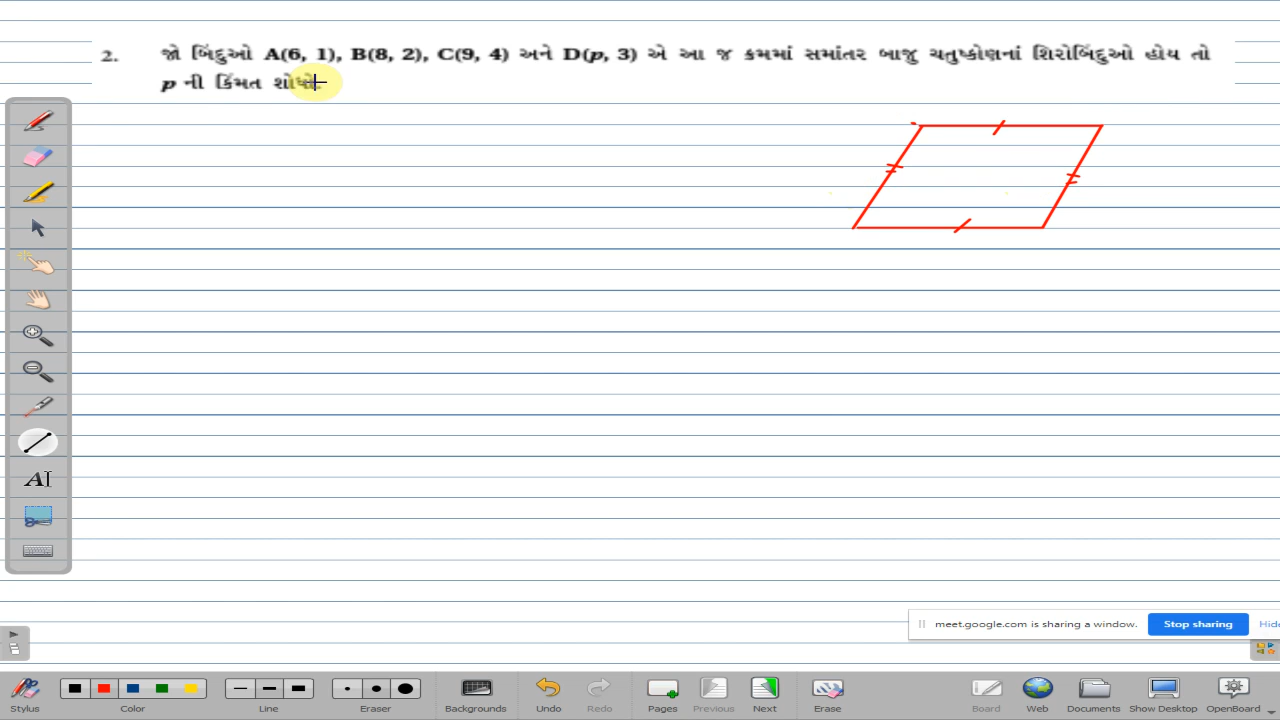 2. જો બિંદુઓ A(6, 1), B(8, 2), C(9, 4) અને D(p, 3) એ આ જ ક્રમમાં સમાંતર બાજુ ચતુષ્કોણનાં શિરોબિંદુઓ હોય તો
p ની કિંમત શોધો.
meet.google.com is sharing a window. Stop sharing Hide
Stylus Color Line Eraser Backgrounds Undo Redo Pages Previous Next Erase Board Web Documents Show Desktop OpenBoard